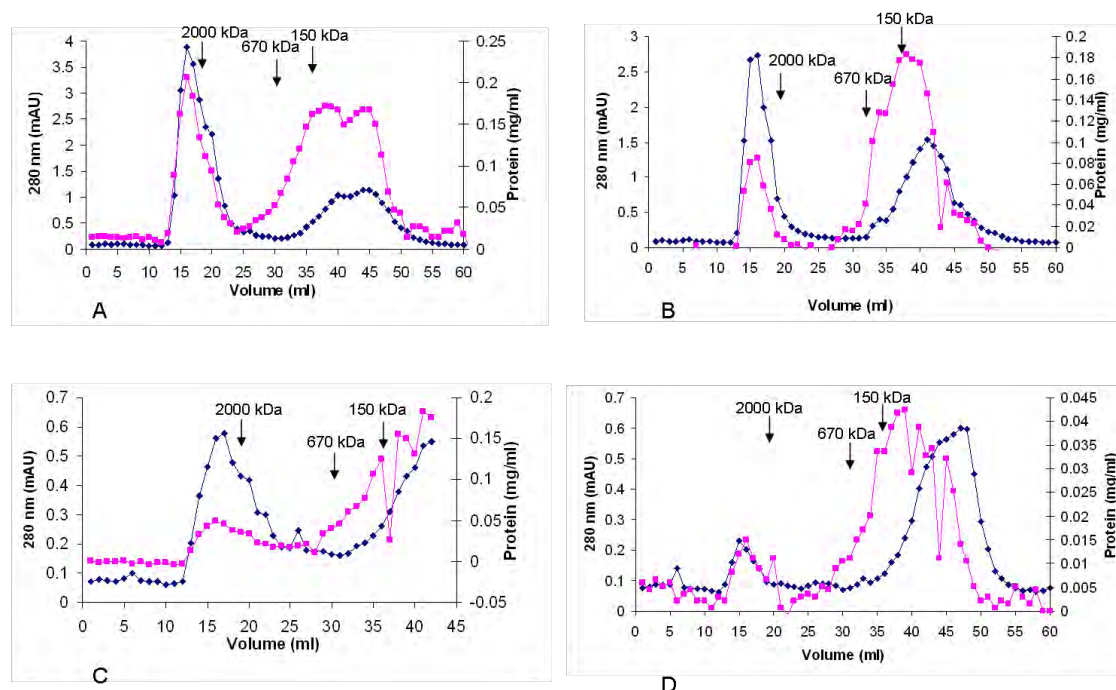 2000 kDa
670 kDa
150 kDa
280 nm (mAU)
4
3.5
3
2.5
2
1.5
1
0.5
0
0.25
0.2
0.15
0.1
0.05
0
Protein (mg/ml)
0 5 10 15 20 25 30 35 40 45 50 55 60
Volume (ml)
A
150 kDa
2000 kDa
670 kDa
280 nm (mAU)
3
2.5
2
1.5
1
0.5
0
0.2
0.18
0.16
0.14
0.12
0.1
0.08
0.06
0.04
0.02
0
Protein (mg/ml)
0 5 10 15 20 25 30 35 40 45 50 55 60
Volume (ml)
B
2000 kDa
150 kDa
670 kDa
280 nm (mAU)
0.7
0.6
0.5
0.4
0.3
0.2
0.1
0
0.2
0.15
0.1
0.05
0
-0.05
Protein (mg/ml)
0 5 10 15 20 25 30 35 40 45
Volume (ml)
C
150 kDa
2000 kDa
670 kDa
280 nm (mAU)
0.7
0.6
0.5
0.4
0.3
0.2
0.1
0
0.045
0.04
0.035
0.03
0.025
0.02
0.015
0.01
0.005
0
Protein (mg/ml)
0 5 10 15 20 25 30 35 40 45 50 55 60
Volume (ml)
D